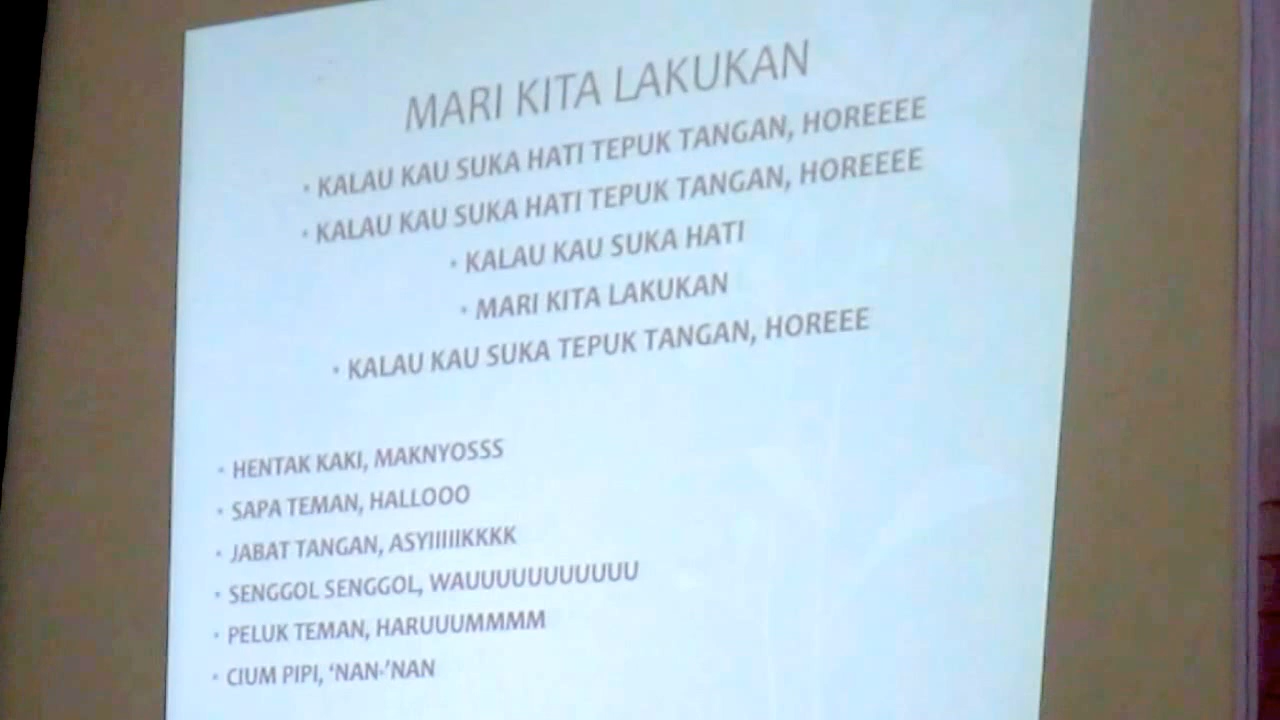 MARI KITA LAKUKAN
• KALAU KAU SUKA HATI TEPUK TANGAN, HOREEEE
• KALAU KAU SUKA HATI TEPUK TANGAN, HOREEEE
• KALAU KAU SUKA HATI
• MARI KITA LAKUKAN
• KALAU KAU SUKA TEPUK TANGAN, HOREEE
• HENTAK KAKI, MAKNYOSSS
• SAPA TEMAN, HALLOOO
• JABAT TANGAN, ASYIIIIIKKKK
• SENGGOL SENGGOL, WAUUUUUUUUUUU
• PELUK TEMAN, HARUUUMMMM
• CIUM PIPI, ‘NAN-’NAN